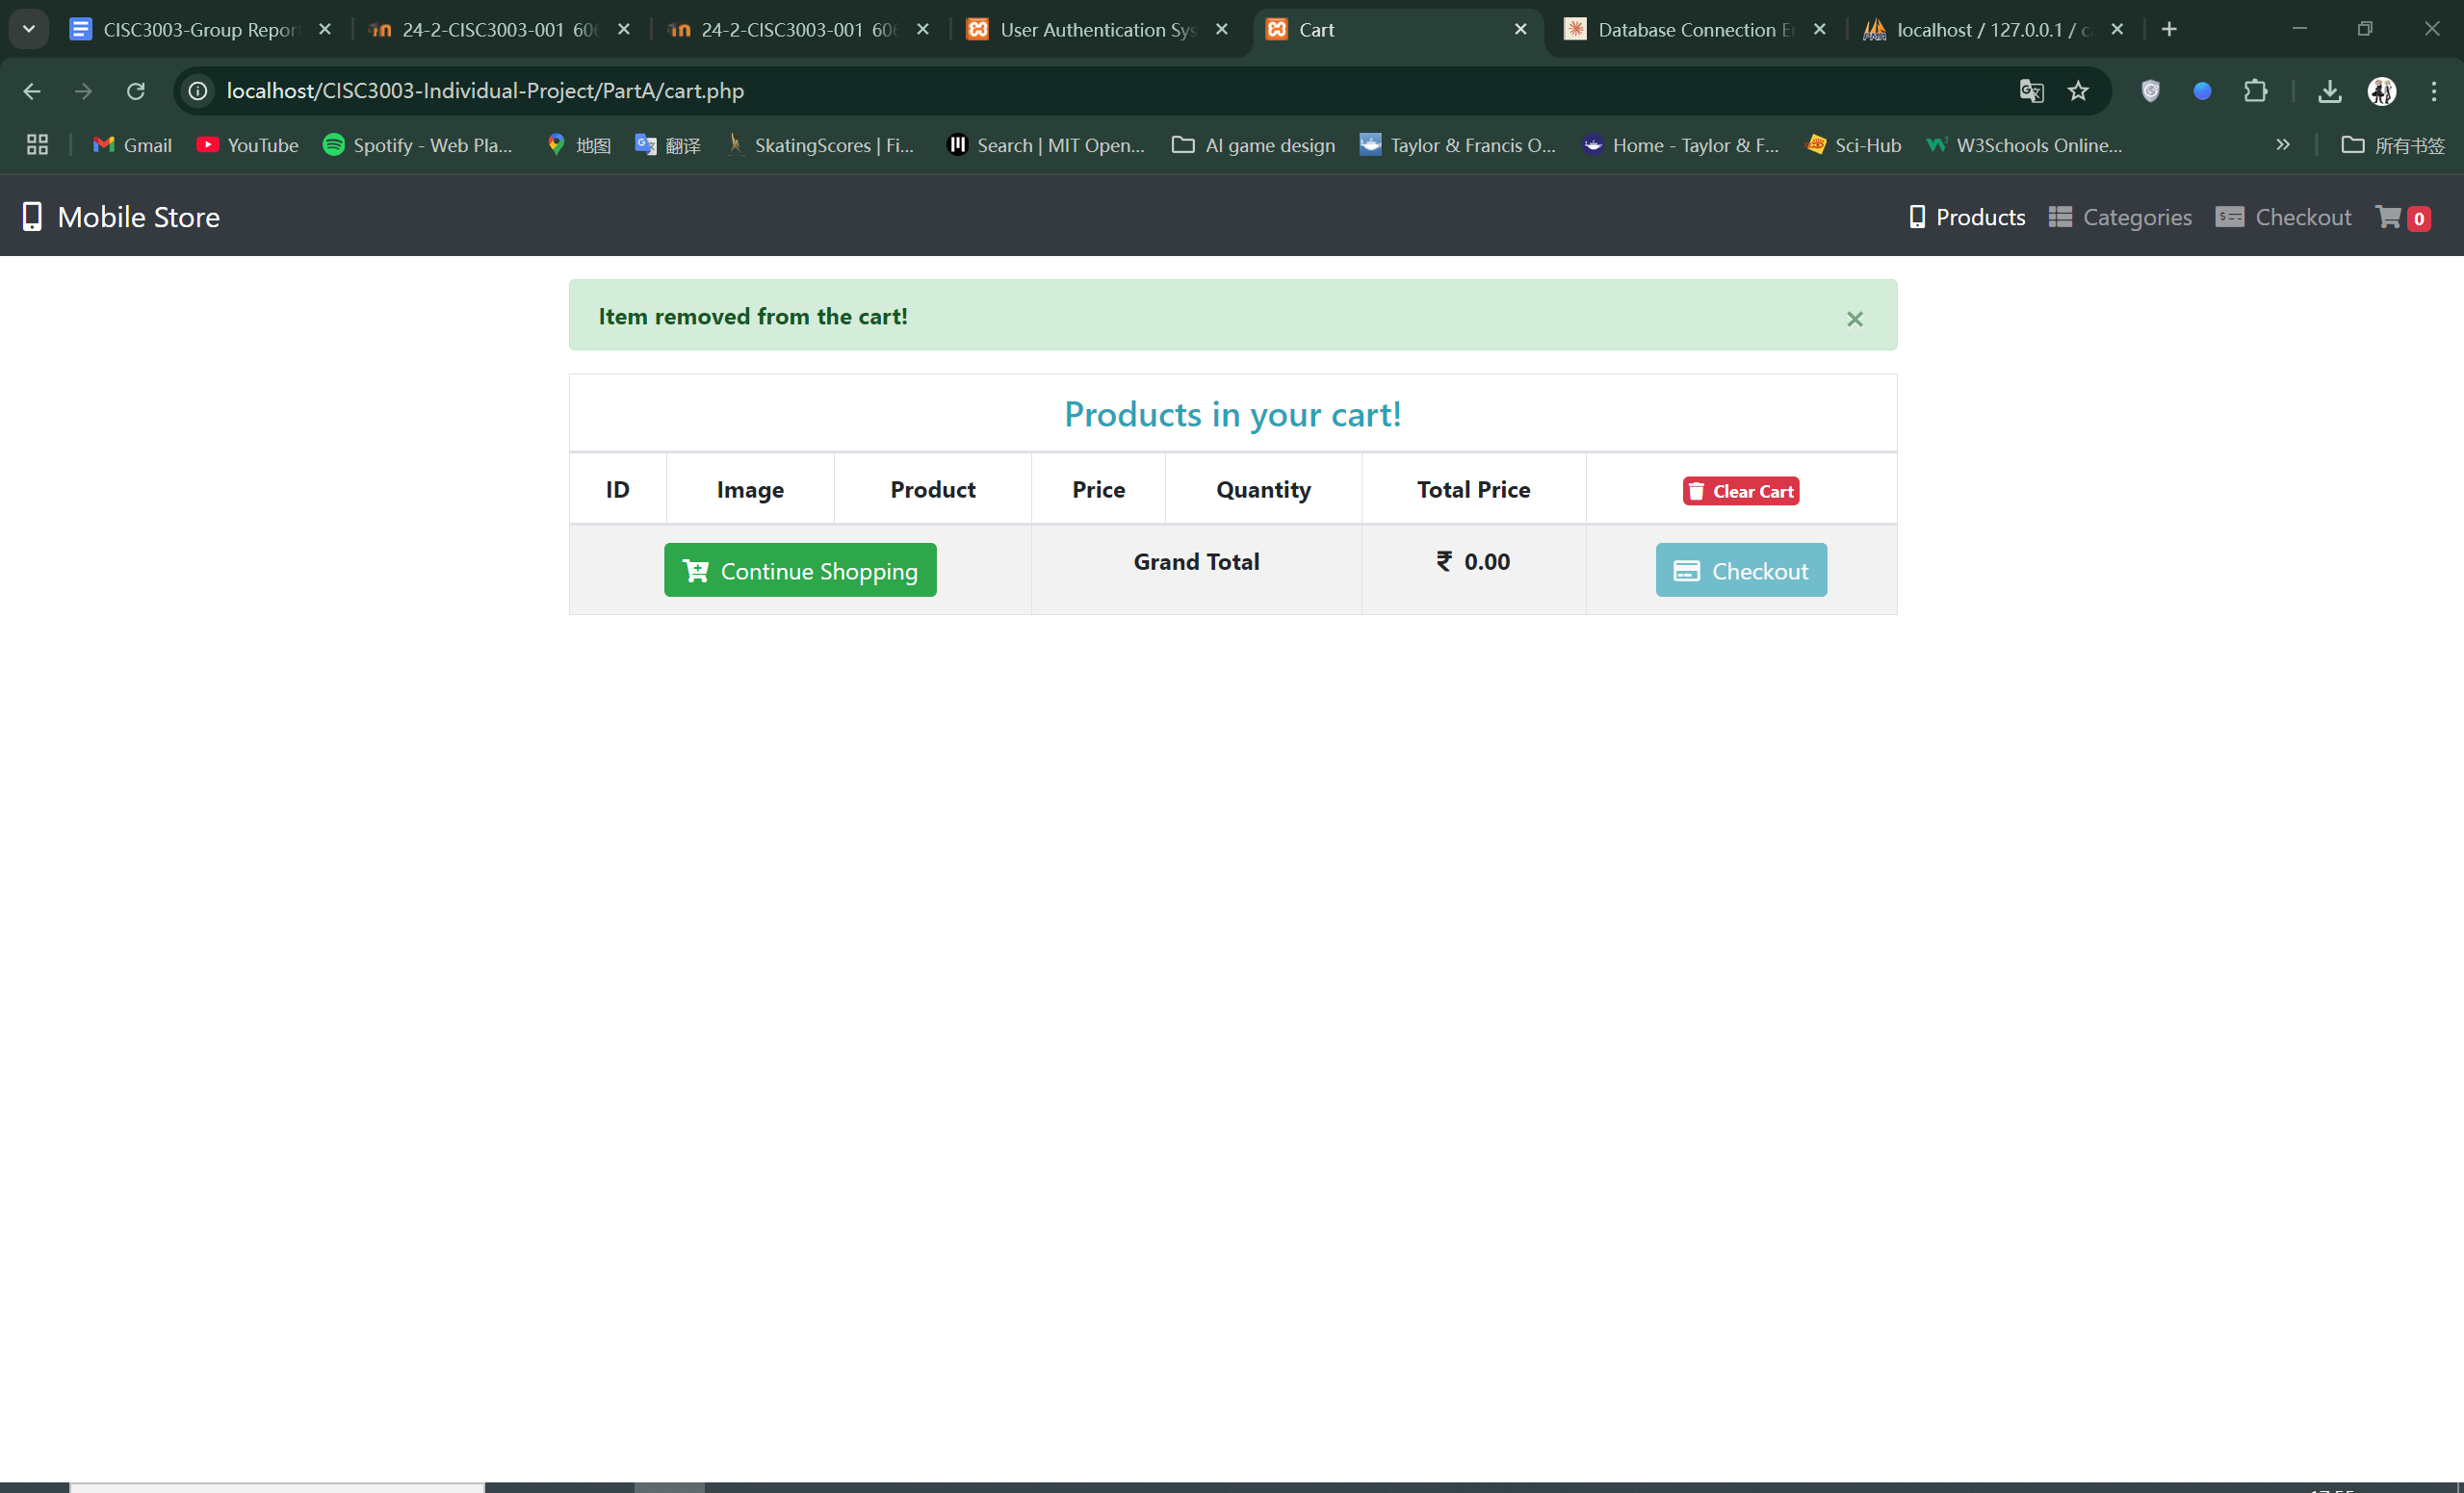 CISC3003-Group Repor
24-2-CISC3003-001 606
24-2-CISC3003-001 606
User Authentication Sys
Cart
Database Connection Er
localhost / 127.0.0.1 / c
localhost/CISC3003-Individual-Project/PartA/cart.php
Gmail
YouTube
Spotify - Web Pla...
地图
翻译
SkatingScores | Fi...
Search | MIT Open...
AI game design
Taylor & Francis O...
Home - Taylor & F...
Sci-Hub
W3Schools Online...
所有书签
Mobile Store
Products
Categories
Checkout
0
Item removed from the cart!
Products in your cart!
ID
Image
Product
Price
Quantity
Total Price
Clear Cart
Continue Shopping
Grand Total
₹ 0.00
Checkout